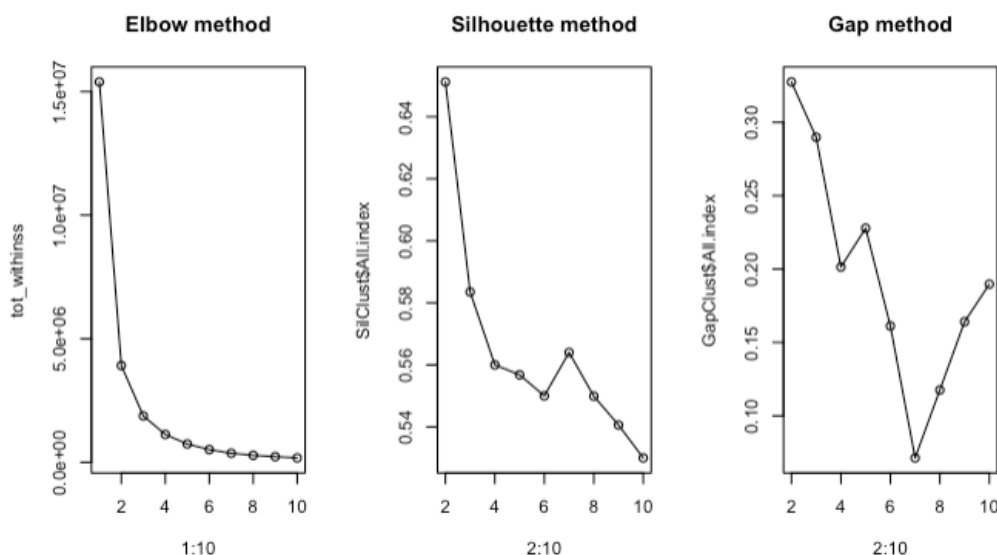 Elbow method
tot_withinss
1.5e+07
1.0e+07
5.0e+06
0.0e+00
2 4 6 8 10
1:10
Silhouette method
SilClust$All.index
0.64
0.62
0.60
0.58
0.56
0.54
2 4 6 8 10
2:10
Gap method
GapClust$All.index
0.30
0.25
0.20
0.15
0.10
2 4 6 8 10
2:10